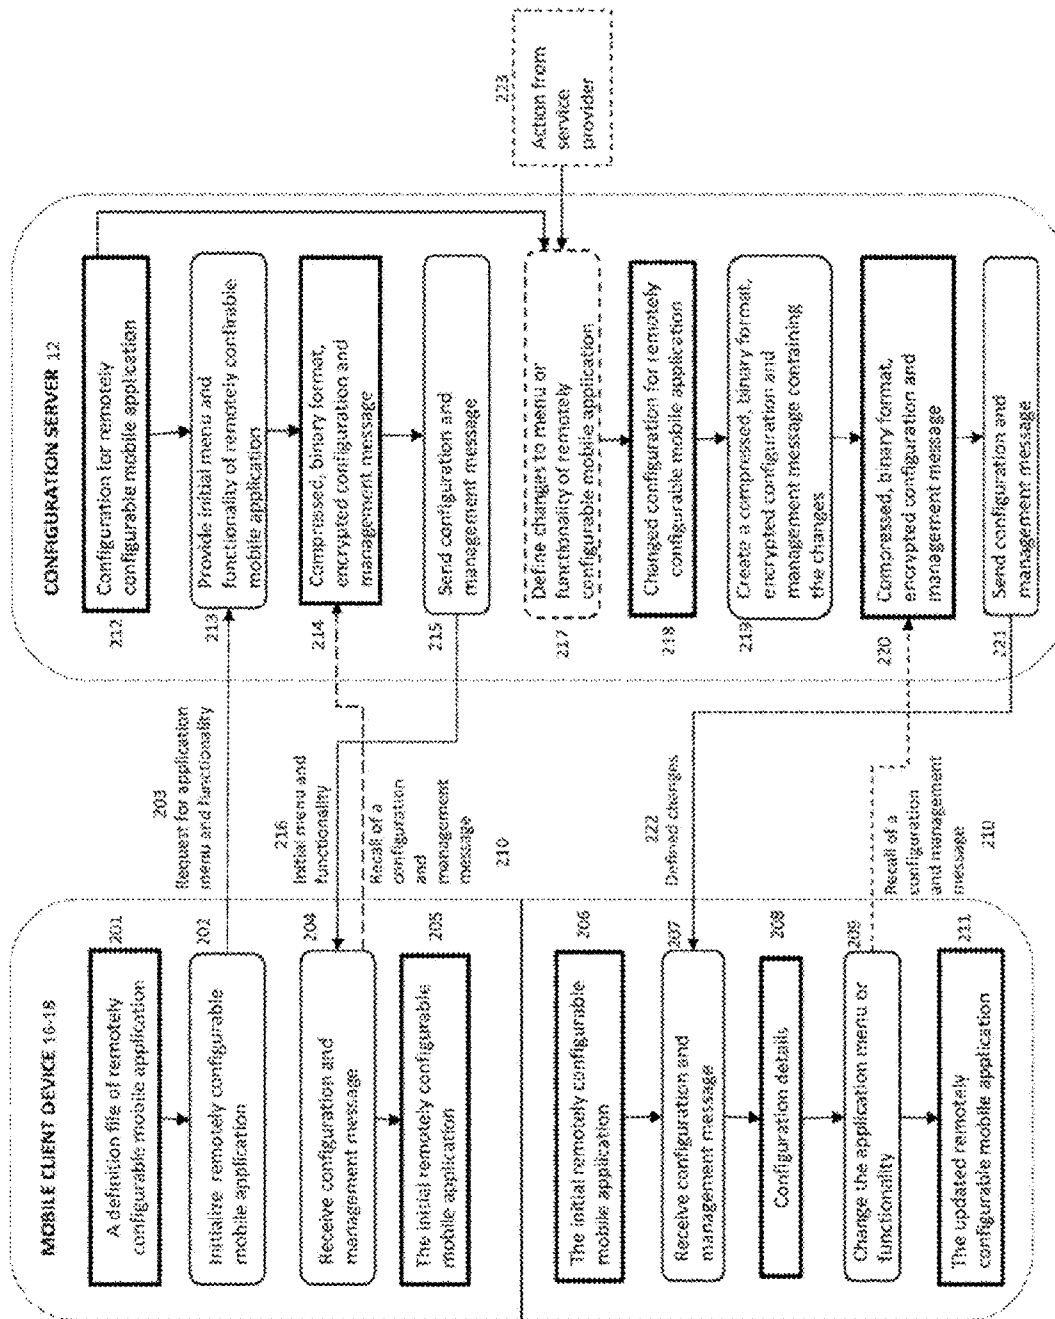 MOBILE CLIENT DEVICE 16-18
201
A definition file of remotely
configurable mobile application
202
Initialize remotely configurable
mobile application
204
Receive configuration and
management message
205
The initial remotely configurable
mobile application
206
The initial remotely configurable
mobile application
207
Receive configuration and
management message
208
Configuration details
209
Change the application menu or
functionality
211
The updated remotely
configurable mobile application
203
Request for application
menu and functionality
216
Initial menu and
functionality
Recall of a
configuration
and
management
message
210
222
Defined changes
Recall of a
configuration
and management
message
210
CONFIGURATION SERVER 12
212
Configuration for remotely
configurable mobile application
213
Provide initial menu and
functionality of remotely confirable
mobile application
214
Compressed, binary format,
encrypted configuration and
management message
215
Send configuration and
management message
217
Define changes to menu or
functionality of remotely
configurable mobile application
218
Changed configuration for remotely
configurable mobile application
219
Create a compressed, binary format,
encrypted configuration and
management message containing
the changes
220
Compressed, binary format,
encrypted configuration and
management message
221
Send configuration and
management message
223
Action from
service
provider